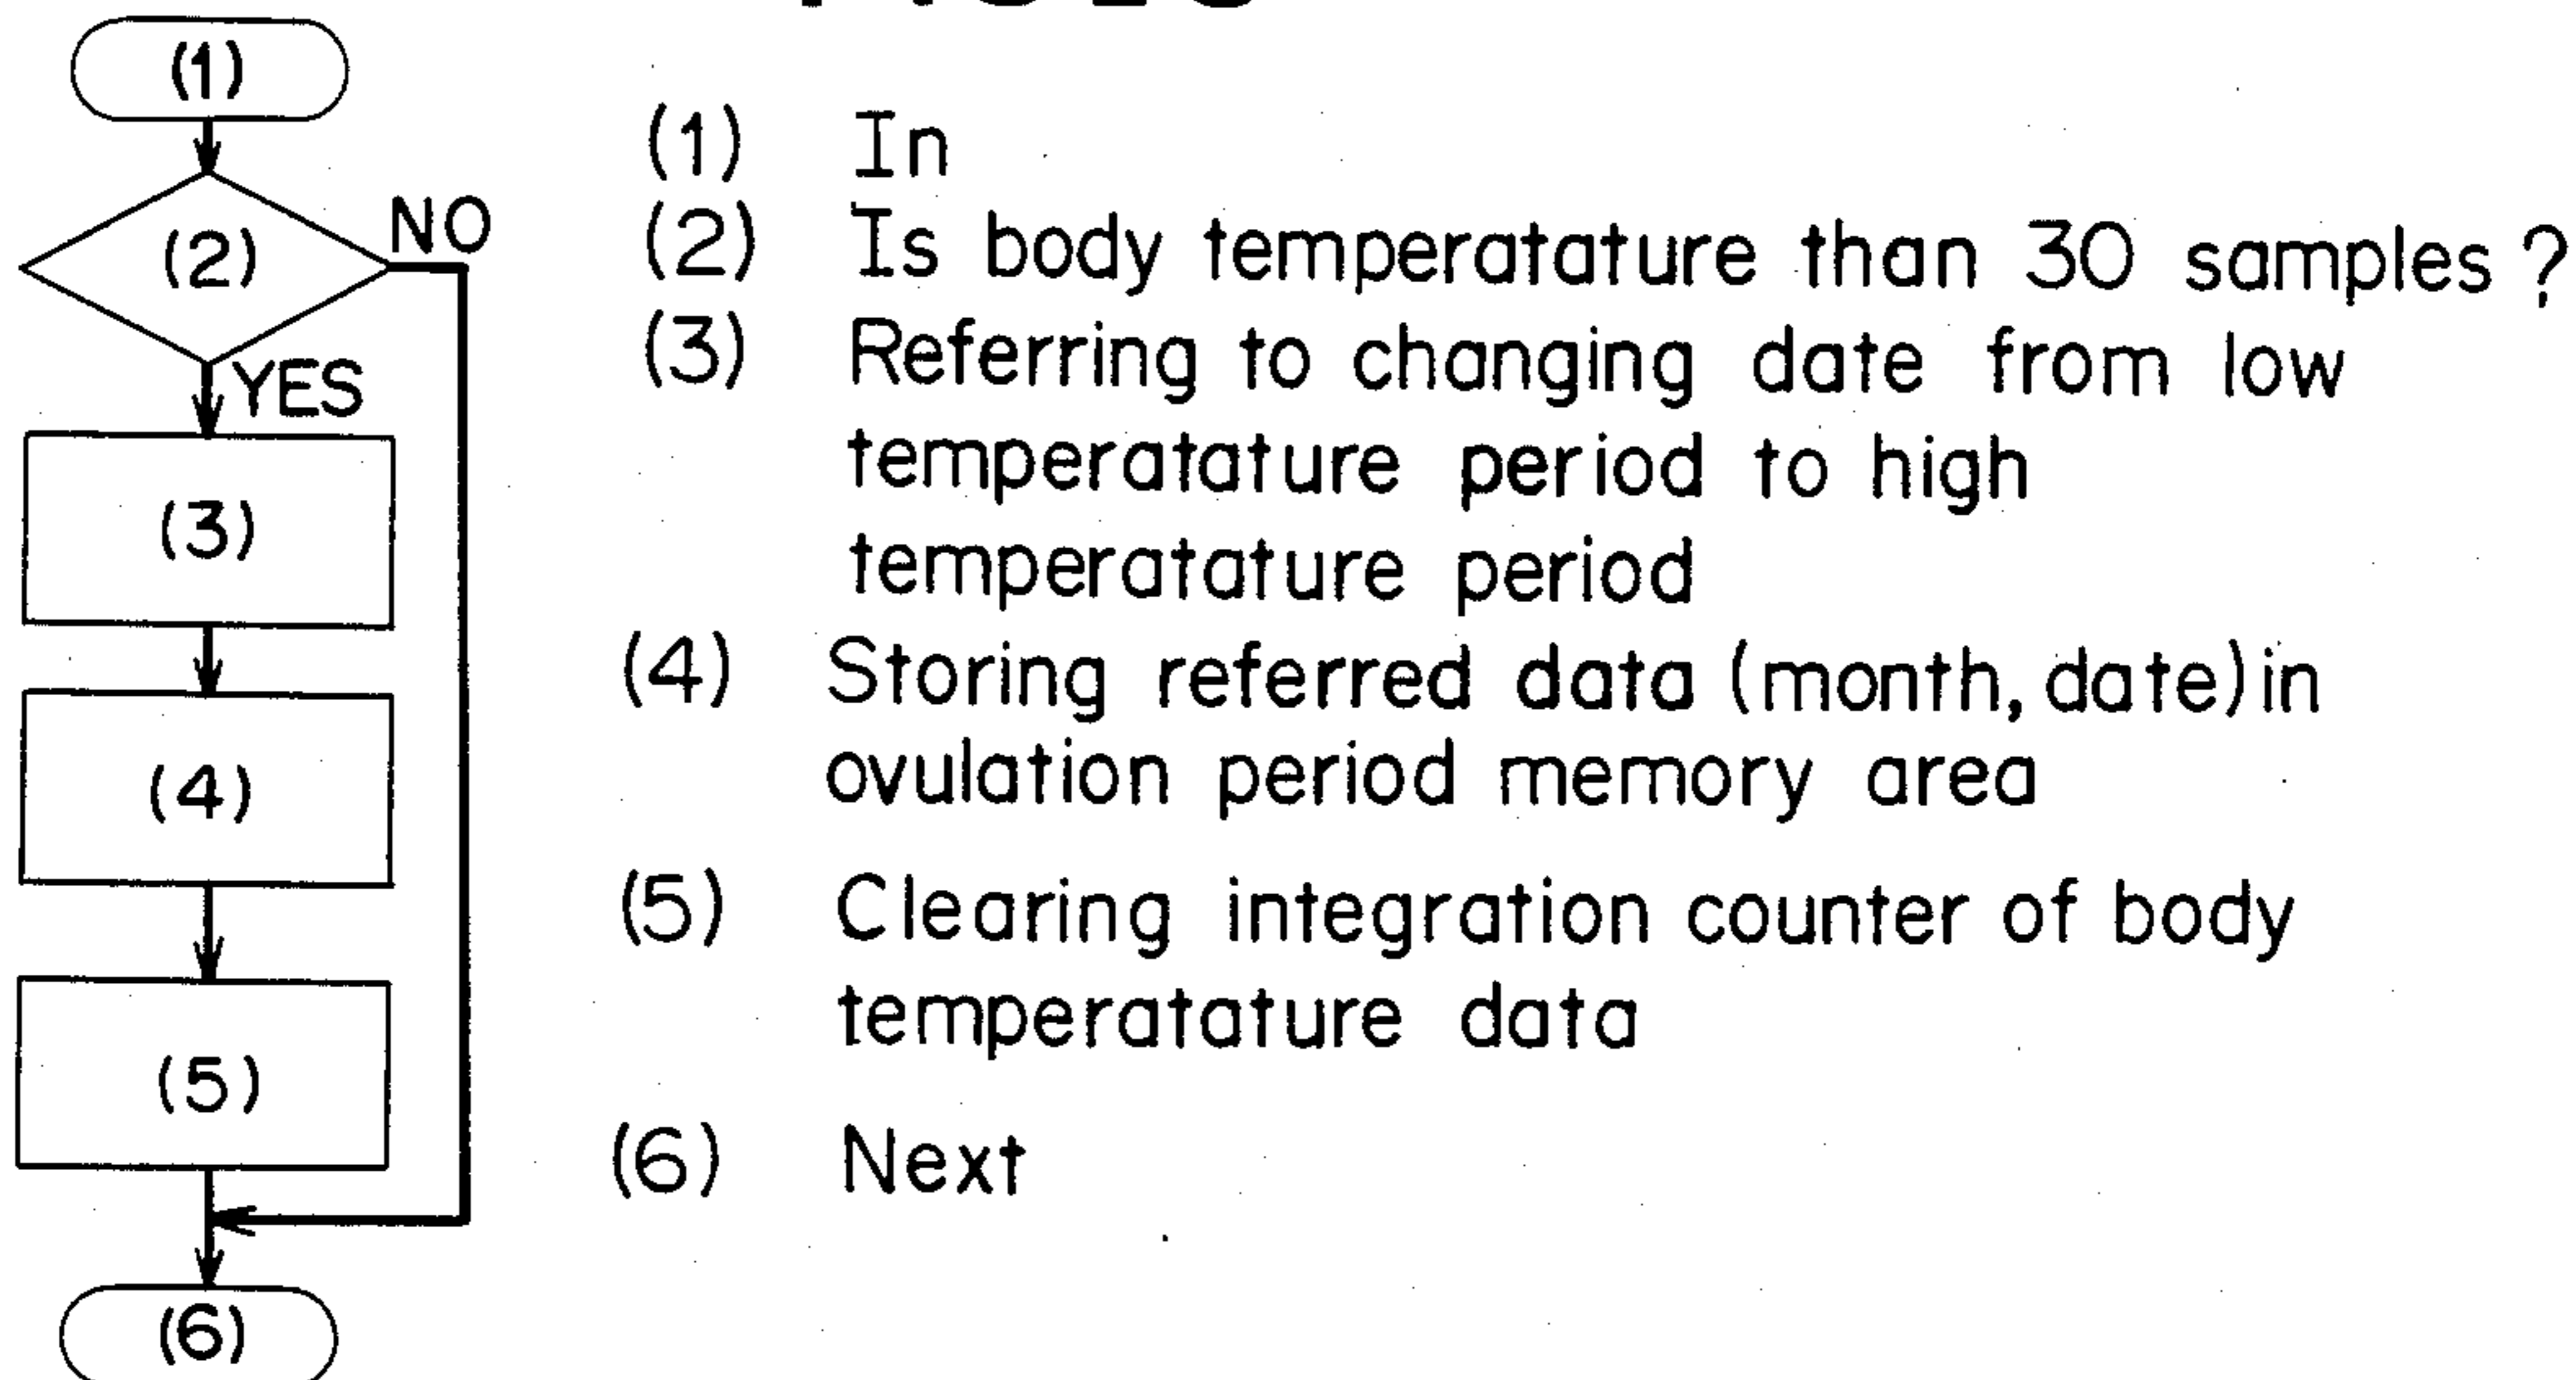 (1)
(2)
NO
YES
(3)
(4)
(5)
(6)
(1) In
(2) Is body temperatature than 30 samples ?
(3) Referring to changing date from low
temperatature period to high
temperatature period
(4) Storing referred data (month, date) in
ovulation period memory area
(5) Clearing integration counter of body
temperatature data
(6) Next